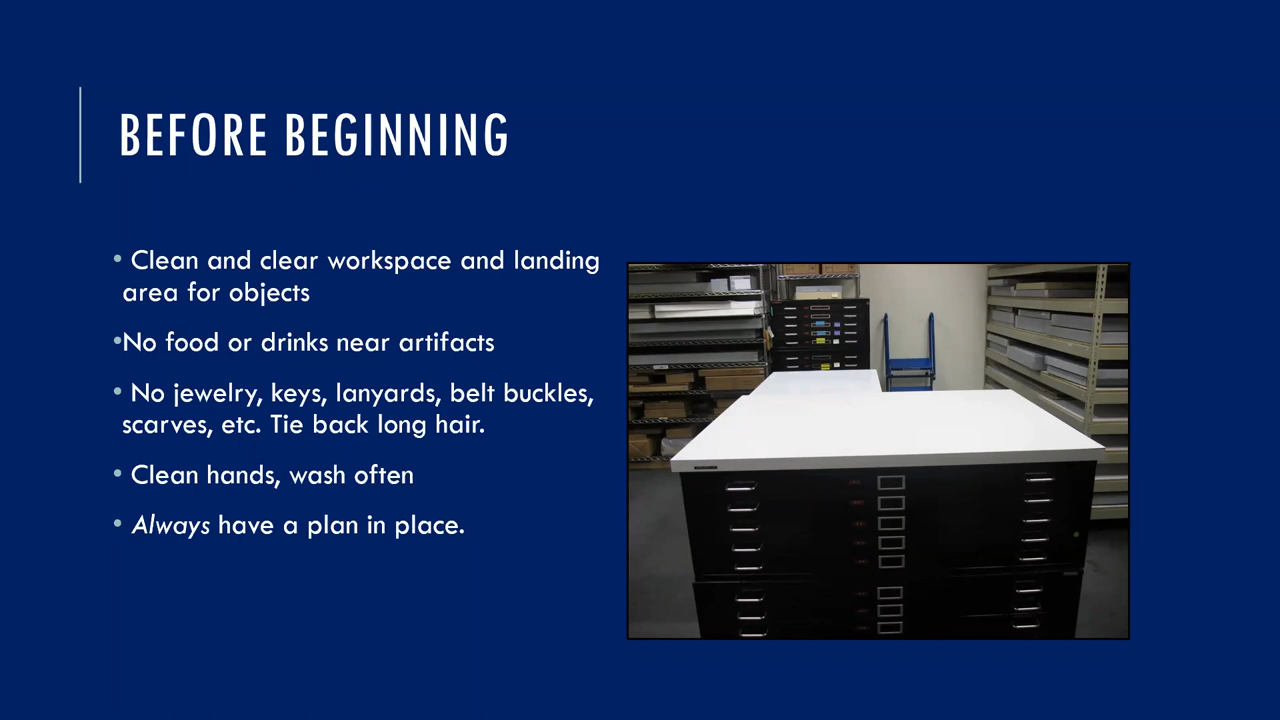 BEFORE BEGINNING
• Clean and clear workspace and landing
area for objects
•No food or drinks near artifacts
• No jewelry, keys, lanyards, belt buckles,
scarves, etc. Tie back long hair.
• Clean hands, wash often
• Always have a plan in place.